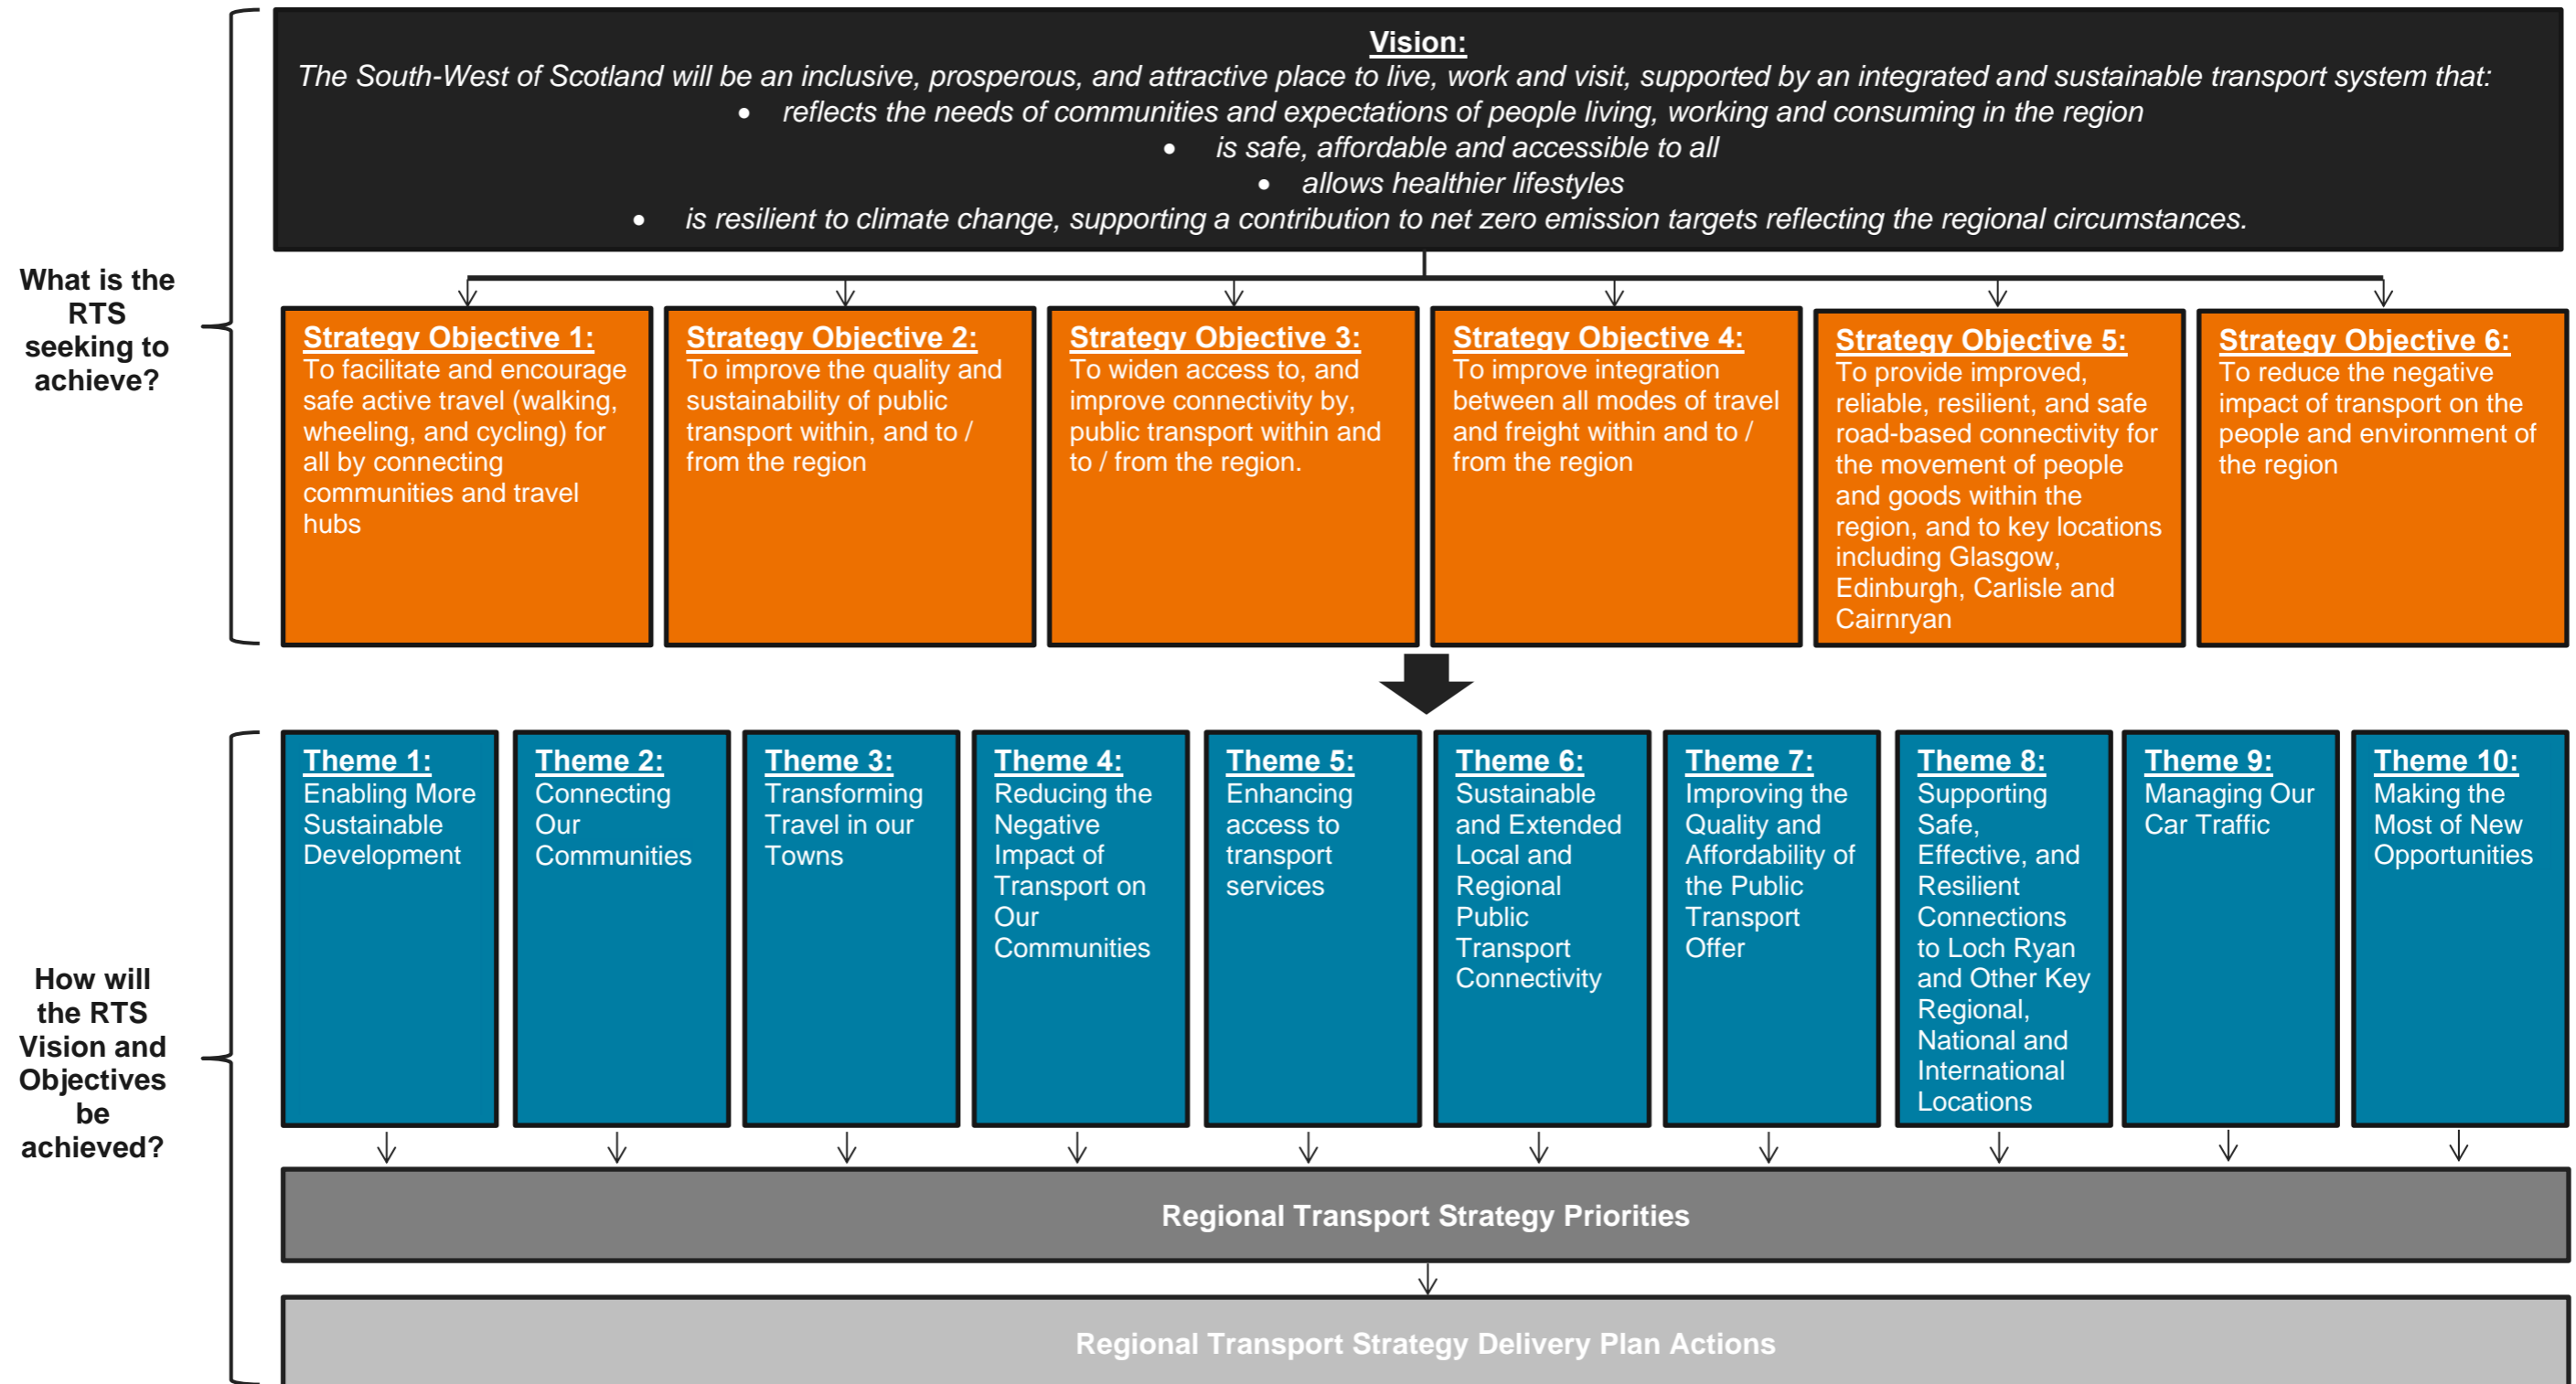 Vision:
The South-West of Scotland will be an inclusive, prosperous, and attractive place to live, work and visit, supported by an integrated and sustainable transport system that:
• reflects the needs of communities and expectations of people living, working and consuming in the region
• is safe, affordable and accessible to all
• allows healthier lifestyles
• is resilient to climate change, supporting a contribution to net zero emission targets reflecting the regional circumstances.
What is the
RTS
seeking to
achieve?
Strategy Objective 1:
To facilitate and encourage
safe active travel (walking,
wheeling, and cycling) for
all by connecting
communities and travel
hubs
Strategy Objective 2:
To improve the quality and
sustainability of public
transport within, and to /
from the region
Strategy Objective 3:
To widen access to, and
improve connectivity by,
public transport within and
to / from the region.
Strategy Objective 4:
To improve integration
between all modes of travel
and freight within and to /
from the region
Strategy Objective 5:
To provide improved,
reliable, resilient, and safe
road-based connectivity for
the movement of people
and goods within the
region, and to key locations
including Glasgow,
Edinburgh, Carlisle and
Cairnryan
Strategy Objective 6:
To reduce the negative
impact of transport on the
people and environment of
the region
How will
the RTS
Vision and
Objectives
be
achieved?
Theme 1:
Enabling More
Sustainable
Development
Theme 2:
Connecting
Our
Communities
Theme 3:
Transforming
Travel in our
Towns
Theme 4:
Reducing the
Negative
Impact of
Transport on
Our
Communities
Theme 5:
Enhancing
access to
transport
services
Theme 6:
Sustainable
and Extended
Local and
Regional
Public
Transport
Connectivity
Theme 7:
Improving the
Quality and
Affordability of
the Public
Transport
Offer
Theme 8:
Supporting
Safe,
Effective, and
Resilient
Connections
to Loch Ryan
and Other Key
Regional,
National and
International
Locations
Theme 9:
Managing Our
Car Traffic
Theme 10:
Making the
Most of New
Opportunities
Regional Transport Strategy Priorities
Regional Transport Strategy Delivery Plan Actions